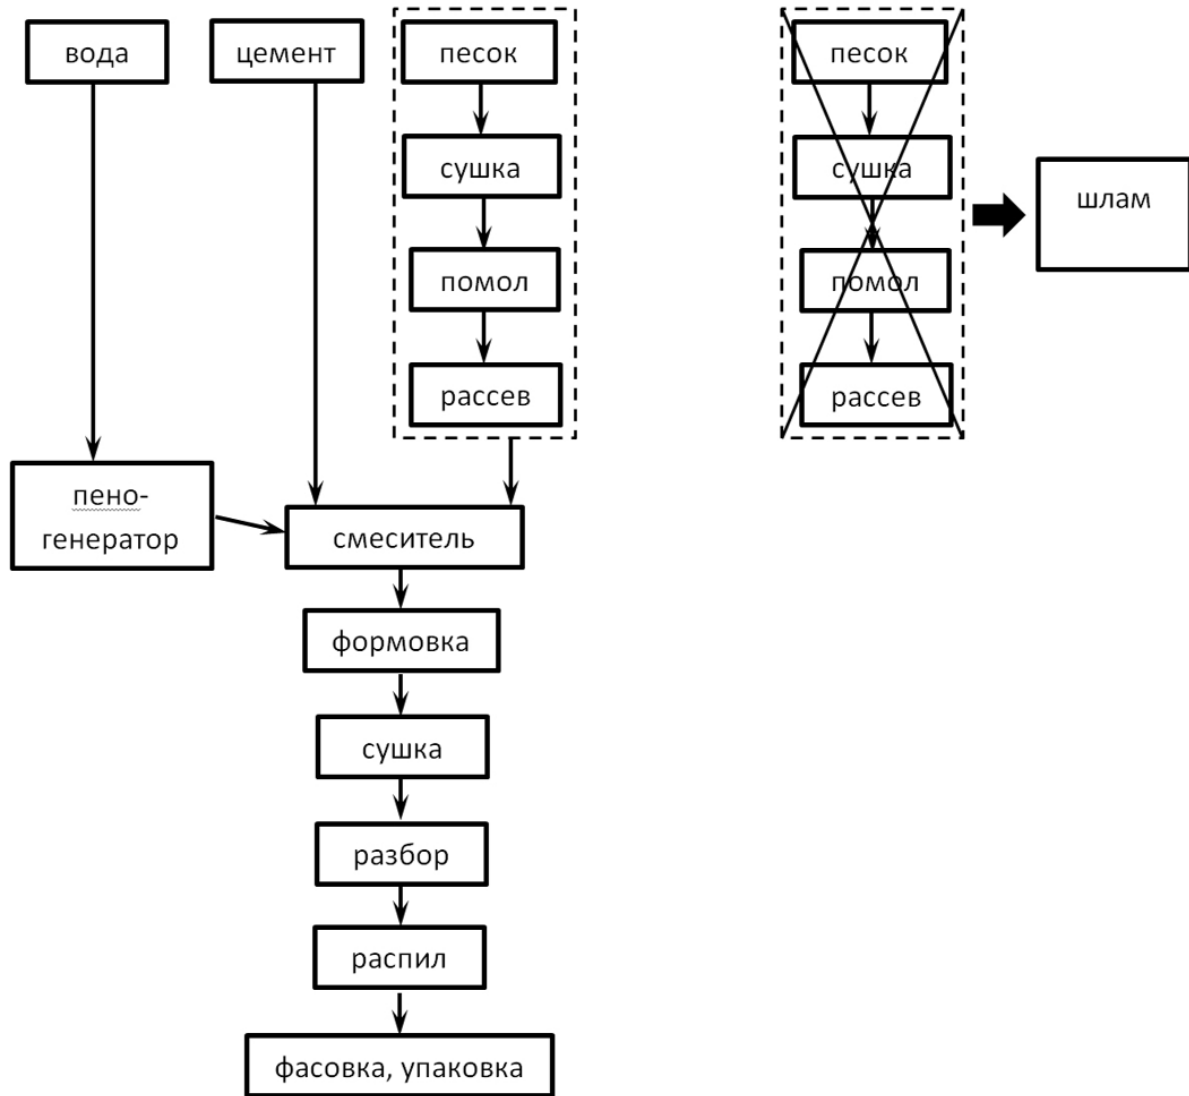 вода
цемент
песок
сушка
помол
рассев
песок
сушка
помол
рассев
шлам
пено-
генератор
смеситель
формовка
сушка
разбор
распил
фасовка, упаковка